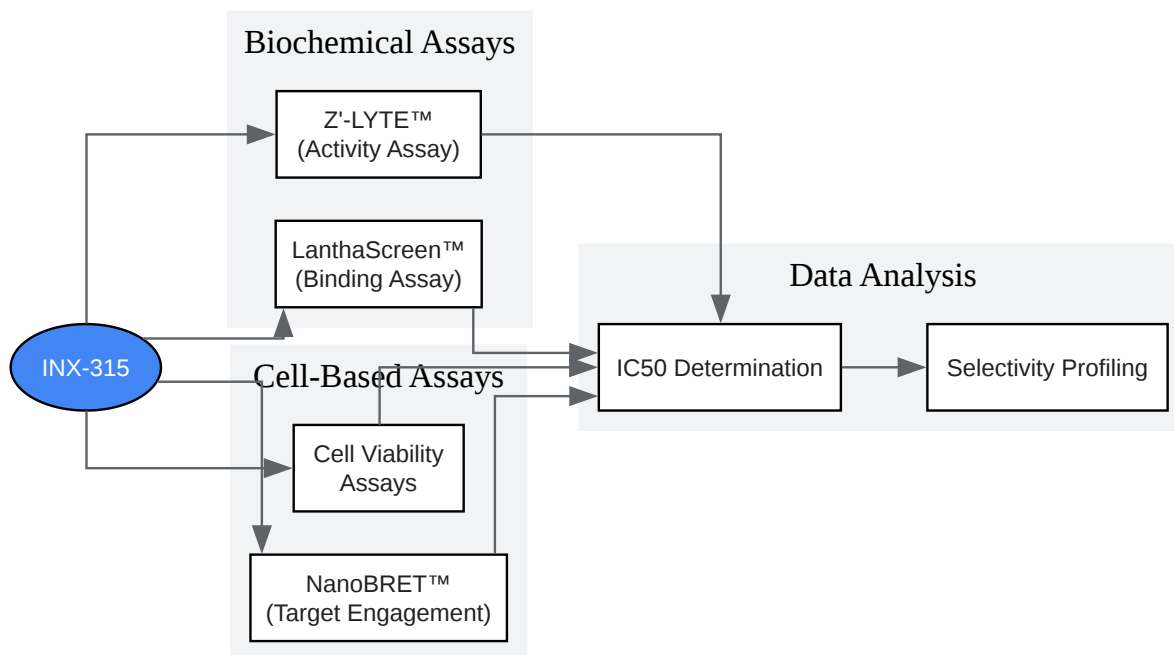 Biochemical Assays
Z'-LYTE™
(Activity Assay)
LanthaScreen™
(Binding Assay)
INX-315
Cell-Based Assays
Cell Viability
Assays
NanoBRET™
(Target Engagement)
Data Analysis
IC50 Determination
Selectivity Profiling